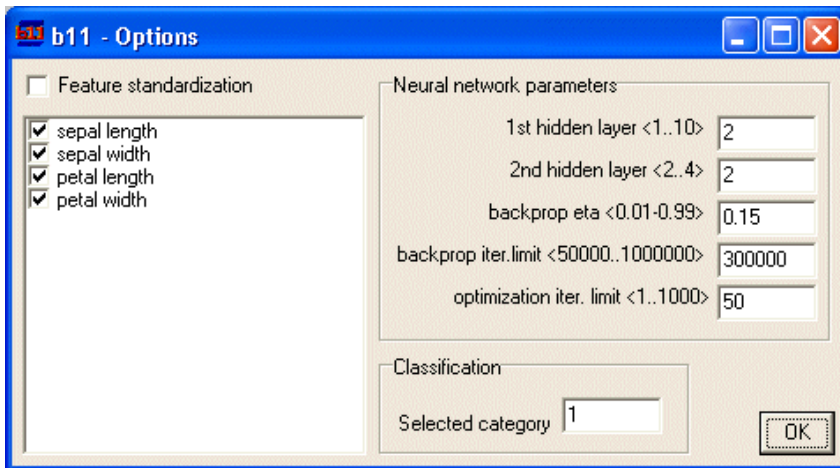 b11 - Options
Feature standardization
sepal length
sepal width
petal length
petal width
Neural network parameters
1st hidden layer <1..10> 2
2nd hidden layer <2..4> 2
backprop eta <0.01-0.99> 0.15
backprop iter.limit <50000..1000000> 300000
optimization iter. limit <1..1000> 50
Classification
Selected category 1
OK